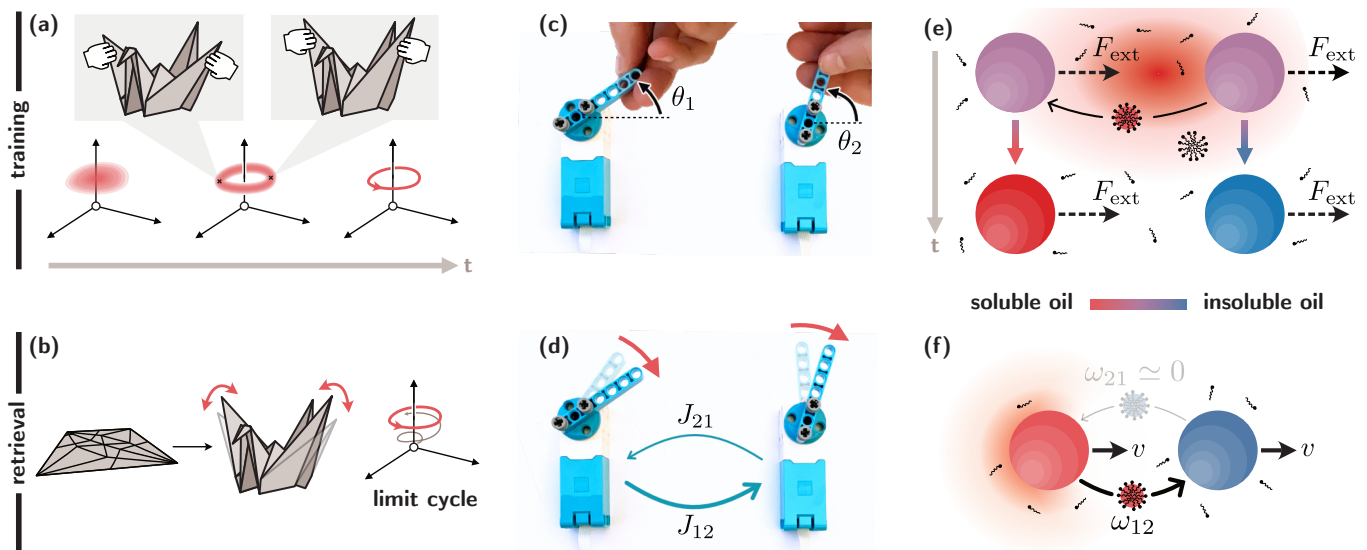 training
(a)
t
retrieval
(b)
limit cycle
(c)
θ1
θ2
(d)
J21
J12
(e)
t
Fext
Fext
Fext
Fext
soluble oil
insoluble oil
(f)
ω21 ≃ 0
v
v
ω12